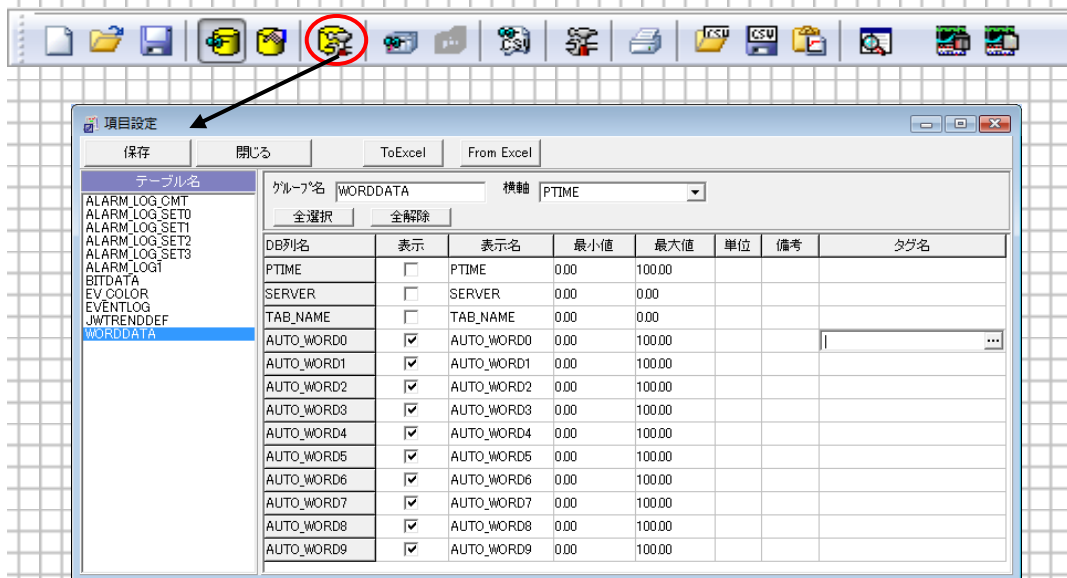 CSV
CSV
CSV
項目設定
保存 閉じる ToExcel From Excel
テーブル名
ALARM_LOG_CMT
ALARM_LOG_SET0
ALARM_LOG_SET1
ALARM_LOG_SET2
ALARM_LOG_SET3
ALARM_LOG1
BITDATA
EV_COLOR
EVENTLOG
JWTRENDDEF
WORDDATA
ｸﾞﾙｰﾌﾟ名 WORDDATA 横軸 PTIME
全選択 全解除
DB列名 表示 表示名 最小値 最大値 単位 備考 タグ名
PTIME PTIME 0.00 100.00
SERVER SERVER 0.00 0.00
TAB_NAME TAB_NAME 0.00 0.00
AUTO_WORD0 AUTO_WORD0 0.00 100.00 ...
AUTO_WORD1 AUTO_WORD1 0.00 100.00
AUTO_WORD2 AUTO_WORD2 0.00 100.00
AUTO_WORD3 AUTO_WORD3 0.00 100.00
AUTO_WORD4 AUTO_WORD4 0.00 100.00
AUTO_WORD5 AUTO_WORD5 0.00 100.00
AUTO_WORD6 AUTO_WORD6 0.00 100.00
AUTO_WORD7 AUTO_WORD7 0.00 100.00
AUTO_WORD8 AUTO_WORD8 0.00 100.00
AUTO_WORD9 AUTO_WORD9 0.00 100.00